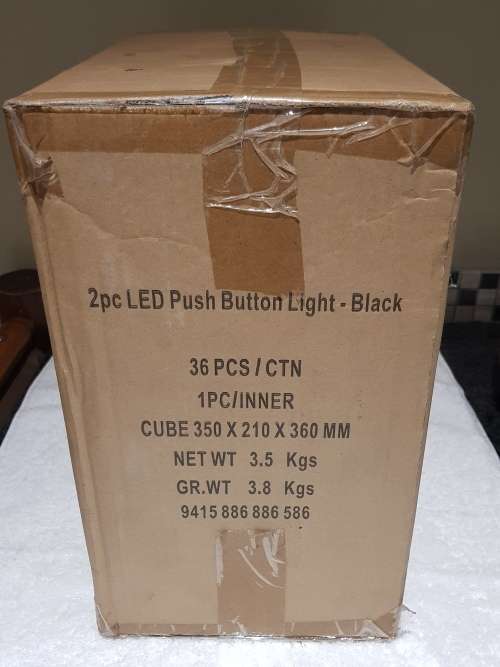 2pc LED Push Button Light - Black
36 PCS / CTN
1PC/INNER
CUBE 350 X 210 X 360 MM
NET WT 3.5 Kgs
GR.WT 3.8 Kgs
9415 886 886 586